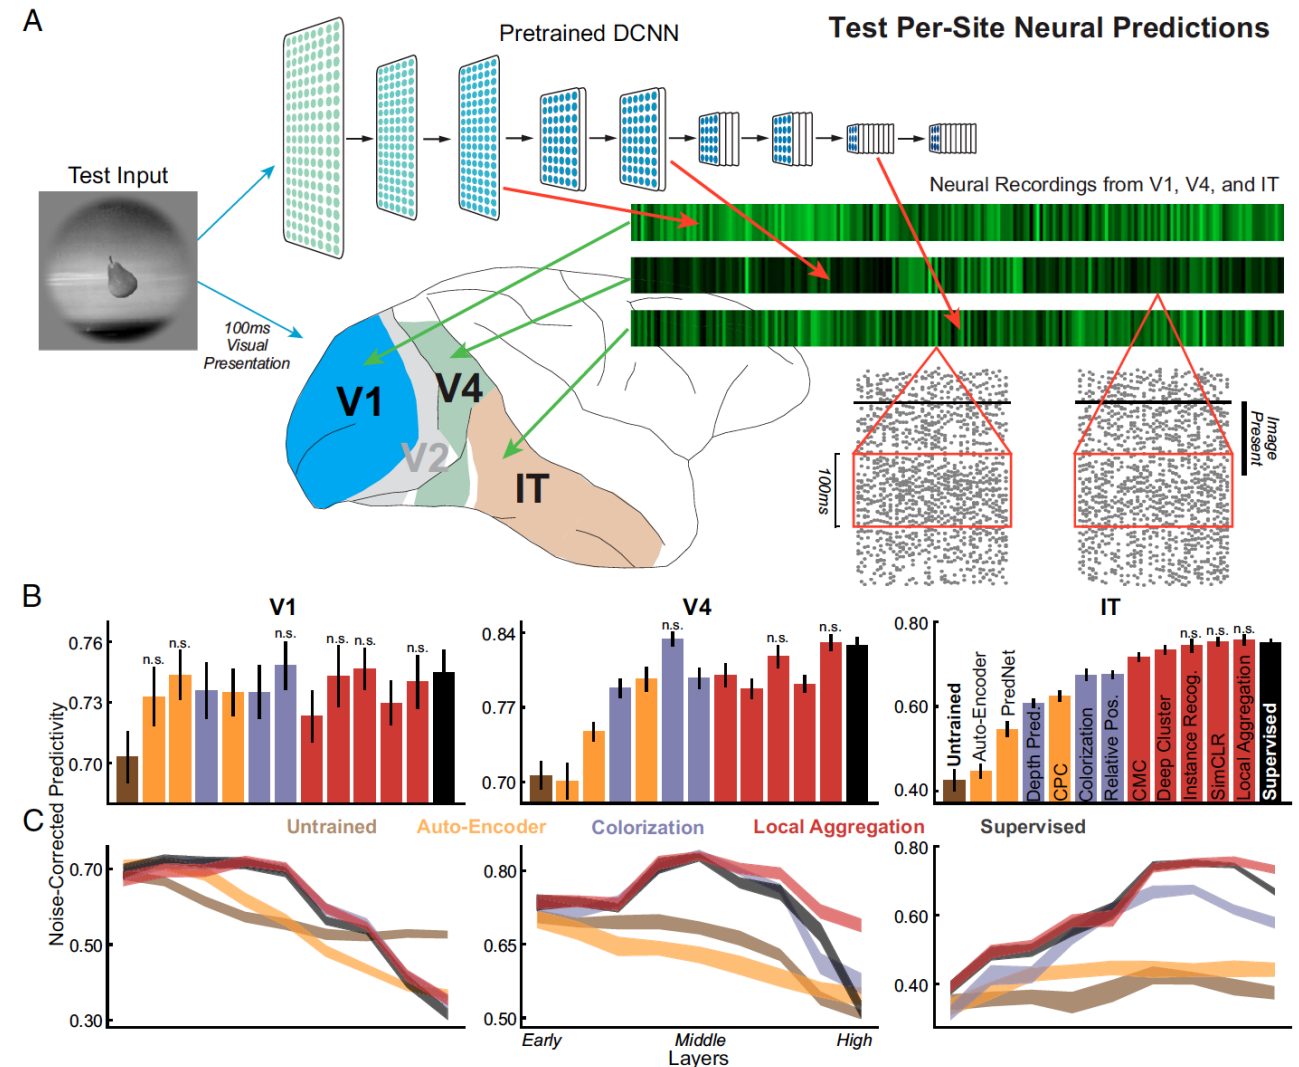 A
Pretrained DCNN
Test Per-Site Neural Predictions
Test Input
Neural Recordings from V1, V4, and IT
100ms
Visual
Presentation
V1
V4
V2
IT
100ms
Image
Present
B
V1
V4
IT
Noise-Corrected Predictivity
0.76
0.73
0.70
n.s.
n.s.
n.s.
n.s.
n.s.
n.s.
0.84
0.77
0.70
n.s.
n.s.
n.s.
0.80
0.60
0.40
n.s.
n.s.
n.s.
Untrained
Auto-Encoder
PredNet
Depth Pred.
CPC
Colorization
Relative Pos.
CMC
Deep Cluster
Instance Recog.
SimCLR
Local Aggregation
Supervised
C
Untrained
Auto-Encoder
Colorization
Local Aggregation
Supervised
0.70
0.50
0.30
0.80
0.65
0.50
0.80
0.60
0.40
Early
Middle
High
Layers